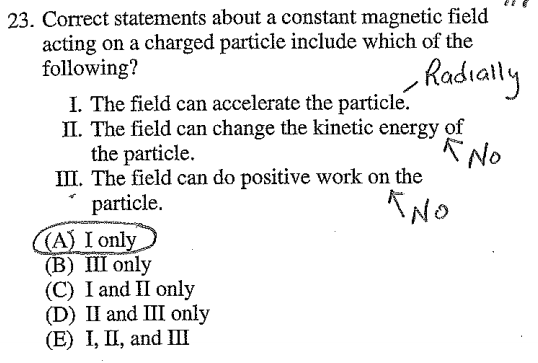 23. Correct statements about a constant magnetic field
acting on a charged particle include which of the
following?
Radially
I. The field can accelerate the particle.
II. The field can change the kinetic energy of
the particle.
No
III. The field can do positive work on the
particle.
No
(A) I only
(B) III only
(C) I and II only
(D) II and III only
(E) I, II, and III